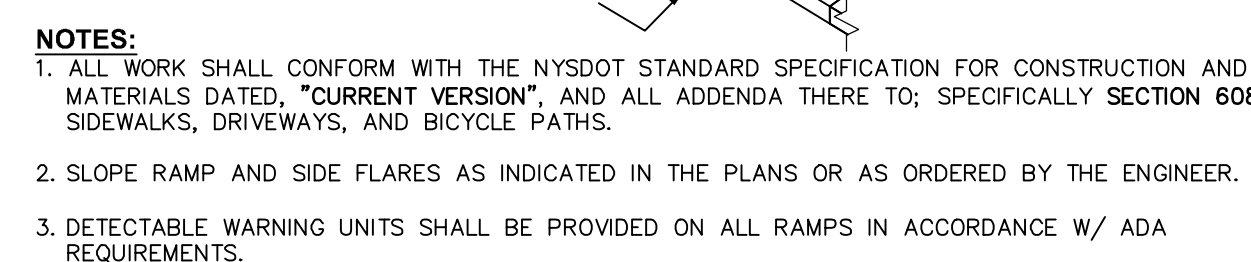 NOTES:
1. ALL WORK SHALL CONFORM WITH THE NYSDOT STANDARD SPECIFICATION FOR CONSTRUCTION AND
MATERIALS DATED, "CURRENT VERSION", AND ALL ADDENDA THERE TO; SPECIFICALLY SECTION 608
SIDEWALKS, DRIVEWAYS, AND BICYCLE PATHS.
2. SLOPE RAMP AND SIDE FLARES AS INDICATED IN THE PLANS OR AS ORDERED BY THE ENGINEER.
3. DETECTABLE WARNING UNITS SHALL BE PROVIDED ON ALL RAMPS IN ACCORDANCE W/ ADA
REQUIREMENTS.